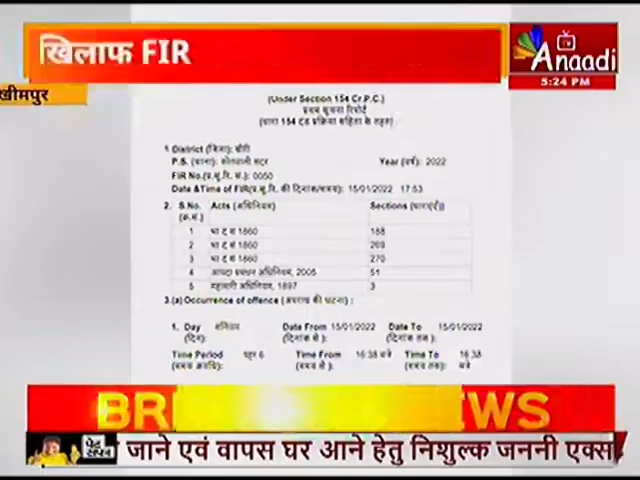 खिलाफ FIR
TV
Anaadi
5:24 PM
खीमपुर
(Under Section 154 Cr.P.C.)
प्रथम सूचना रिपोर्ट
(धारा 154 दंड प्रक्रिया संहिता के तहत)
1. District (जिला): खीरी
P.S. (थाना): कोतवाली सदर Year (वर्ष): 2022
FIR No.(प्र.सू.रि. सं.): 0050
Date &Time of FIR(प्र.सू.रि. की दिनांक/समय): 15/01/2022 17:53
2. S.No. (क्र.सं.) Acts (अधिनियम) Sections (धाराएँ)
1 भा द सं 1860 188
2 भा द सं 1860 269
3 भा द सं 1860 270
4 आपदा प्रबंधन अधिनियम, 2005 51
5 महामारी अधिनियम, 1897 3
3.(a) Occurrence of offence (अपराध की घटना) :
1. Day शनिवार Date From 15/01/2022 Date To 15/01/2022
(दिन): (दिनांक से) : (दिनांक तक) :
Time Period पहर 6 Time From 16:38 बजे Time To 16:38
(समय अवधि): (समय से) : (समय तक): बजे
NEWS
जाने एवं वापस घर आने हेतु निशुल्क जननी एक्स